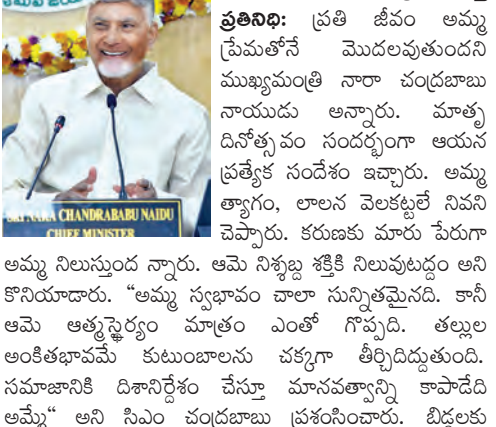 ప్రతినిధి: ప్రతి జీవం అమ్మ
ప్రేమతోనే మొదలవుతుందని
ముఖ్యమంత్రి నారా చంద్రబాబు
నాయుడు అన్నారు. మాతృ
దినోత్స వం సందర్భంగా ఆయన
ప్రత్యేక సందేశం ఇచ్చారు. అమ్మ
త్యాగం, లాలన వెలకట్టలే నివని
చెప్పారు. కరుణకు మారు పేరుగా
SRI NARA CHANDRABABU NAIDU
CHIEF MINISTER
అమ్మ నిలుస్తుంద న్నారు. ఆమె నిశ్శబ్ద శక్తికి నిలువుటద్దం అని
కొనియాడారు. “అమ్మ స్వభావం చాలా సున్నితమైనది. కానీ
ఆమె ఆత్మస్థైర్యం మాత్రం ఎంతో గొప్పది. తల్లుల
అంకితభావమే కుటుంబాలను చక్కగా తీర్చిదిద్దుతుంది.
సమాజానికి దిశానిర్దేశం చేస్తూ మానవత్వాన్ని కాపాడేది
అమ్మే“ అని సిఎం చంద్రబాబు ప్రశంసించారు. బిడ్డలకు